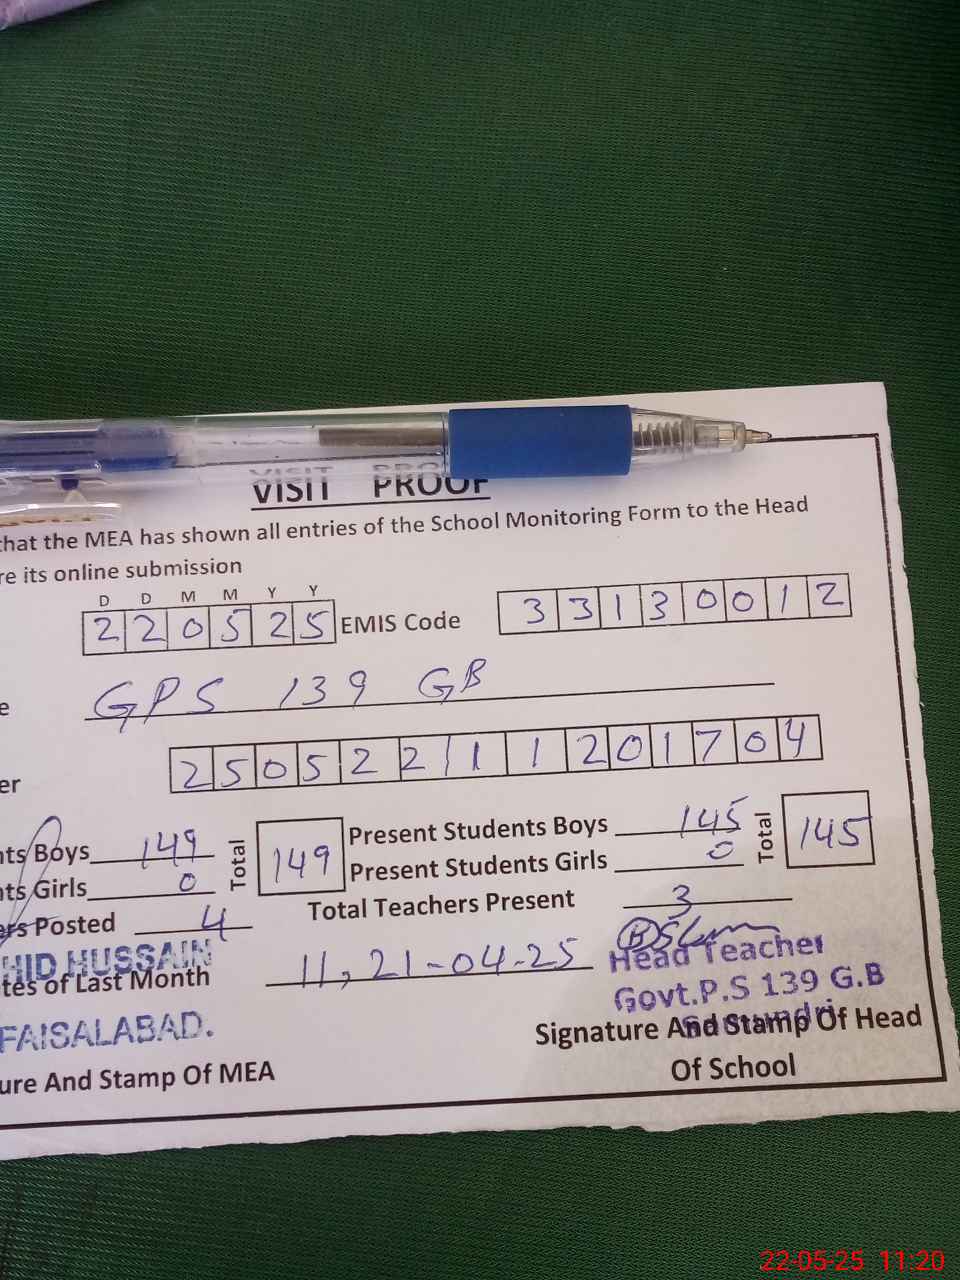 VISIT PROOF
that the MEA has shown all entries of the School Monitoring Form to the Head
re its online submission
D D M M Y Y
2 2 0 5 2 5 EMIS Code 3 3 1 3 0 0 1 2
e GPS 139 GB
er 2 5 0 5 2 2 1 1 1 2 0 1 7 0 4
nts Boys 149 Total 149 Present Students Boys 145 Total 145
nts Girls 0 Present Students Girls 0
ers Posted 4 Total Teachers Present 3
HID HUSSAIN
tes of Last Month 11, 21-04-25
Head Teacher
Govt.P.S 139 G.B
FAISALABAD.
Signature And Stamp Of Head
Of School
ure And Stamp Of MEA
22-05-25 11:20